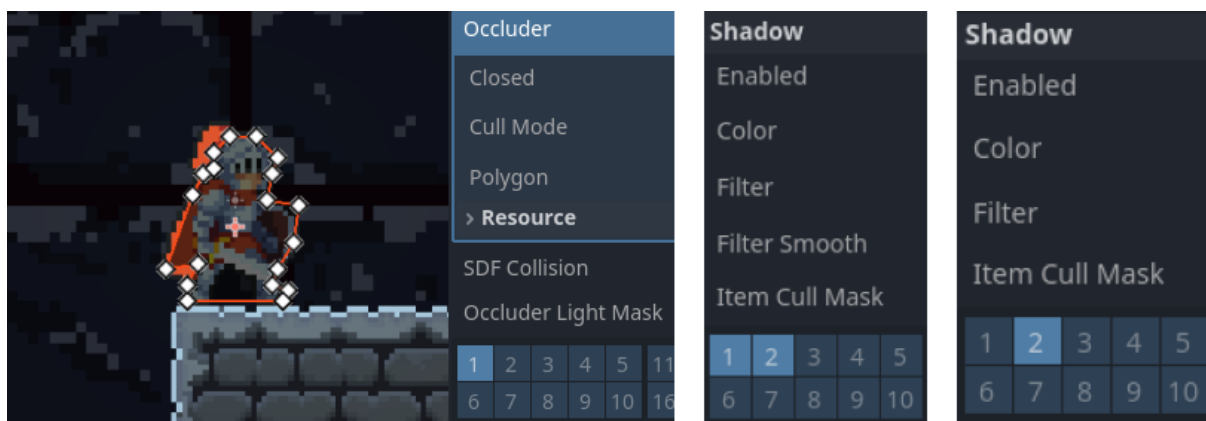 Occluder
Closed
Cull Mode
Polygon
› Resource
SDF Collision
Occluder Light Mask
1 2 3 4 5 11
6 7 8 9 10 16
Shadow
Enabled
Color
Filter
Filter Smooth
Item Cull Mask
1 2 3 4 5
6 7 8 9 10
Shadow
Enabled
Color
Filter
Item Cull Mask
1 2 3 4 5
6 7 8 9 10